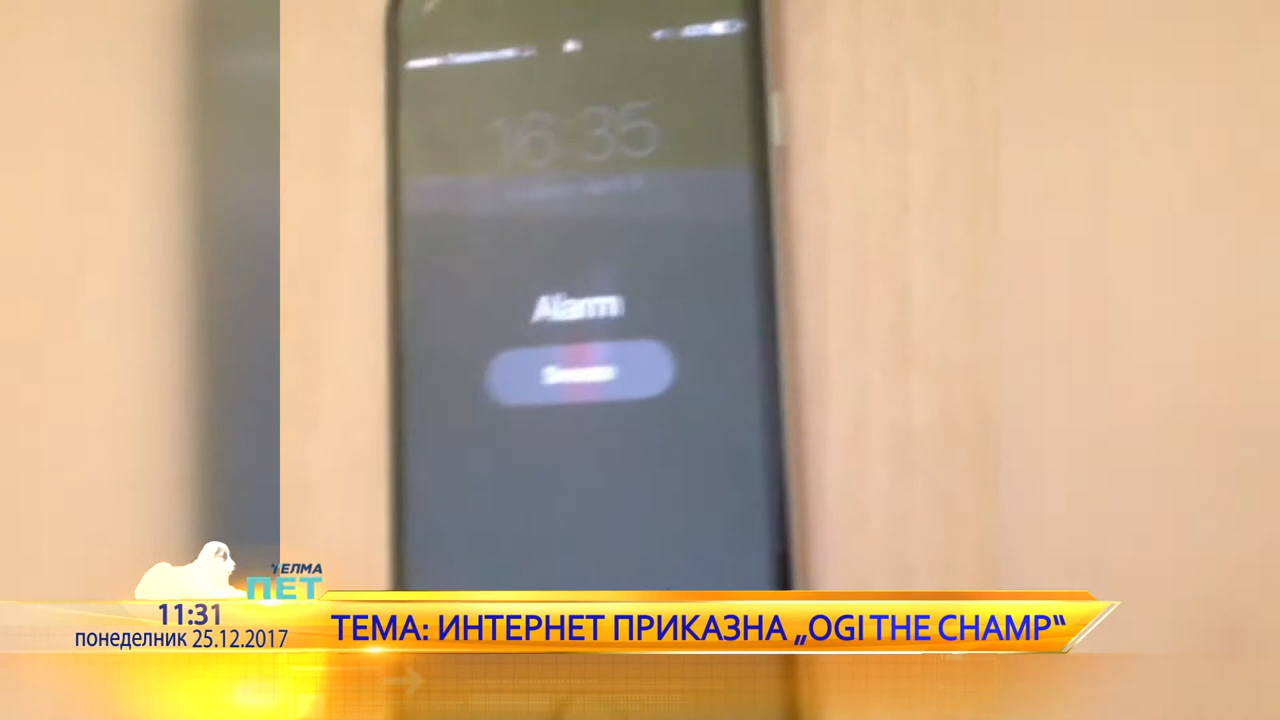 16:35
Alarm
ТЕЛМА
ПЕТ
11:31
понеделник 25.12.2017
ТЕМА: ИНТЕРНЕТ ПРИКАЗНА „OGI THE CHAMP“